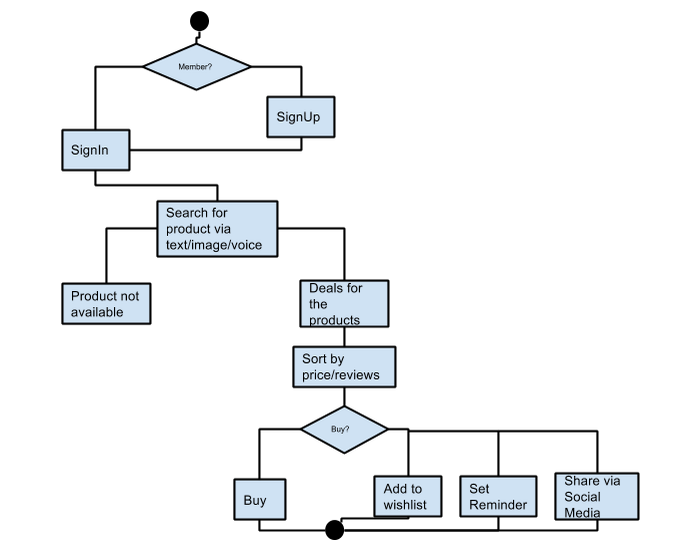 Member?
SignUp
SignIn
Search for
product via
text/image/voice
Product not
available
Deals for
the
products
Sort by
price/reviews
Buy?
Buy
Add to
wishlist
Set
Reminder
Share via
Social
Media